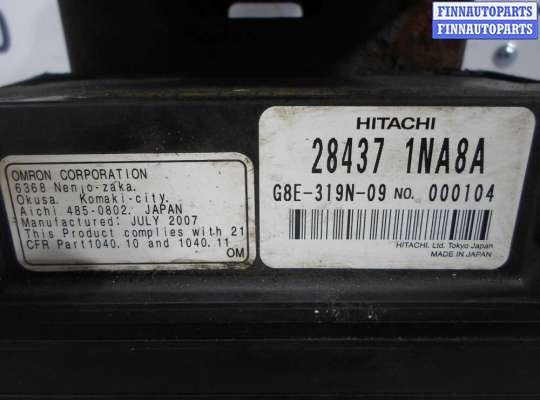 FINNAUTOPARTS
FINNAUTOPARTS
OMRON CORPORATION
6368 Nenjo-zaka.
Okusa. Komaki-city.
Aichi 485-0802. JAPAN
Manufactured: JULY 2007
This Product complies with 21
CFR Part1040.10 and 1040.11
OM
HITACHI
28437 1NA8A
G8E-319N-09 NO. 000104
HITACHI. Ltd. Tokyo Japan
MADE IN JAPAN